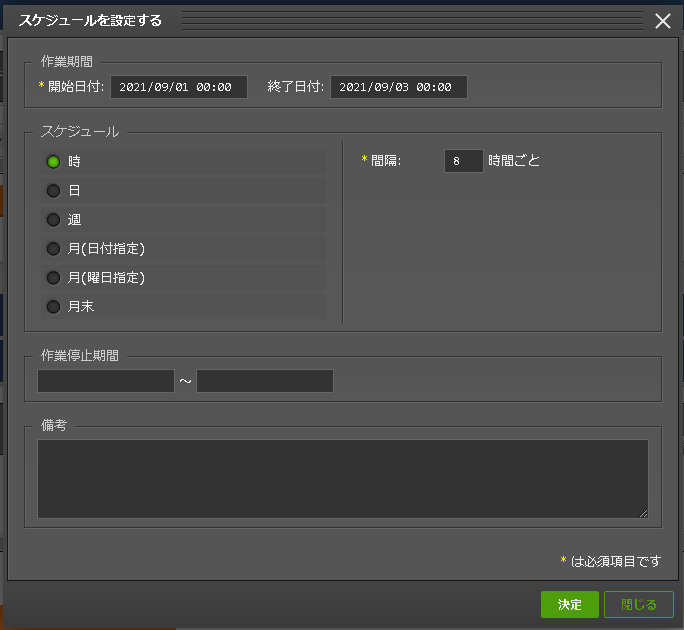 スケジュールを設定する
作業期間
*開始日付: 2021/09/01 00:00 終了日付: 2021/09/03 00:00
スケジュール
時
*間隔: 8 時間ごと
日
週
月(日付指定)
月(曜日指定)
月末
作業停止期間
～
備考
*は必須項目です
決定 閉じる